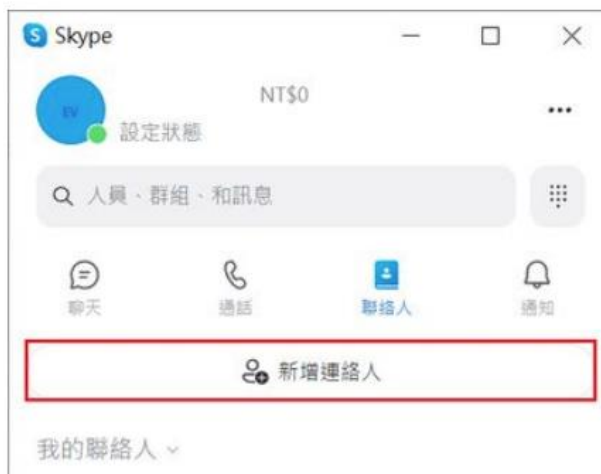 Skype
NT$0
設定狀態
人員、群組、和訊息
聊天 通話 聯絡人 通知
新增連絡人
我的聯絡人